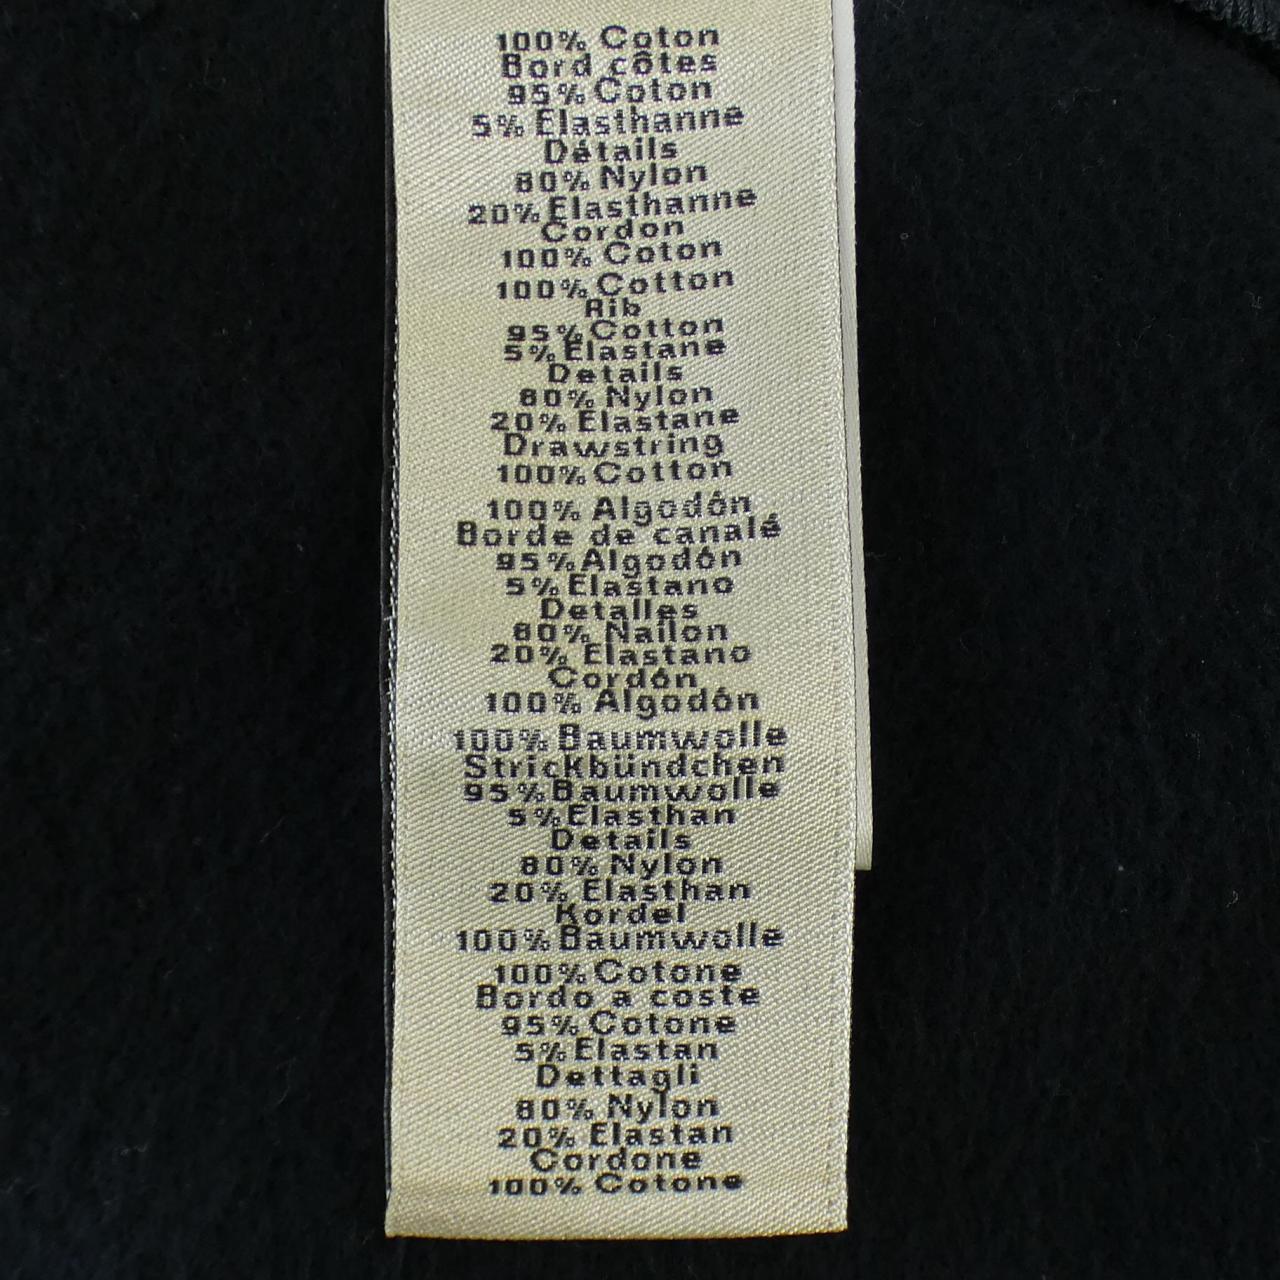 100% Coton
Bord côtes
95% Coton
5% Elasthanne
Détails
80% Nylon
20% Elasthanne
Cordon
100% Coton
100% Cotton
Rib
95% Cotton
5% Elastane
Details
80% Nylon
20% Elastane
Drawstring
100% Cotton
100% Algodón
Borde de canalé
95% Algodón
5% Elastano
Detalles
80% Nailon
20% Elastano
Cordón
100% Algodón
100% Baumwolle
Strickbündchen
95% Baumwolle
5% Elasthan
Details
80% Nylon
20% Elasthan
Kordel
100% Baumwolle
100% Cotone
Bordo a coste
95% Cotone
5% Elastan
Dettagli
80% Nylon
20% Elastan
Cordone
100% Cotone